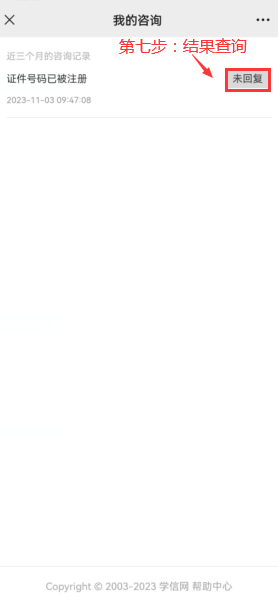 我的咨询
近三个月的咨询记录
第七步：结果查询
证件号码已被注册
未回复
2023-11-03 09:47:08
Copyright © 2003-2023 学信网 帮助中心